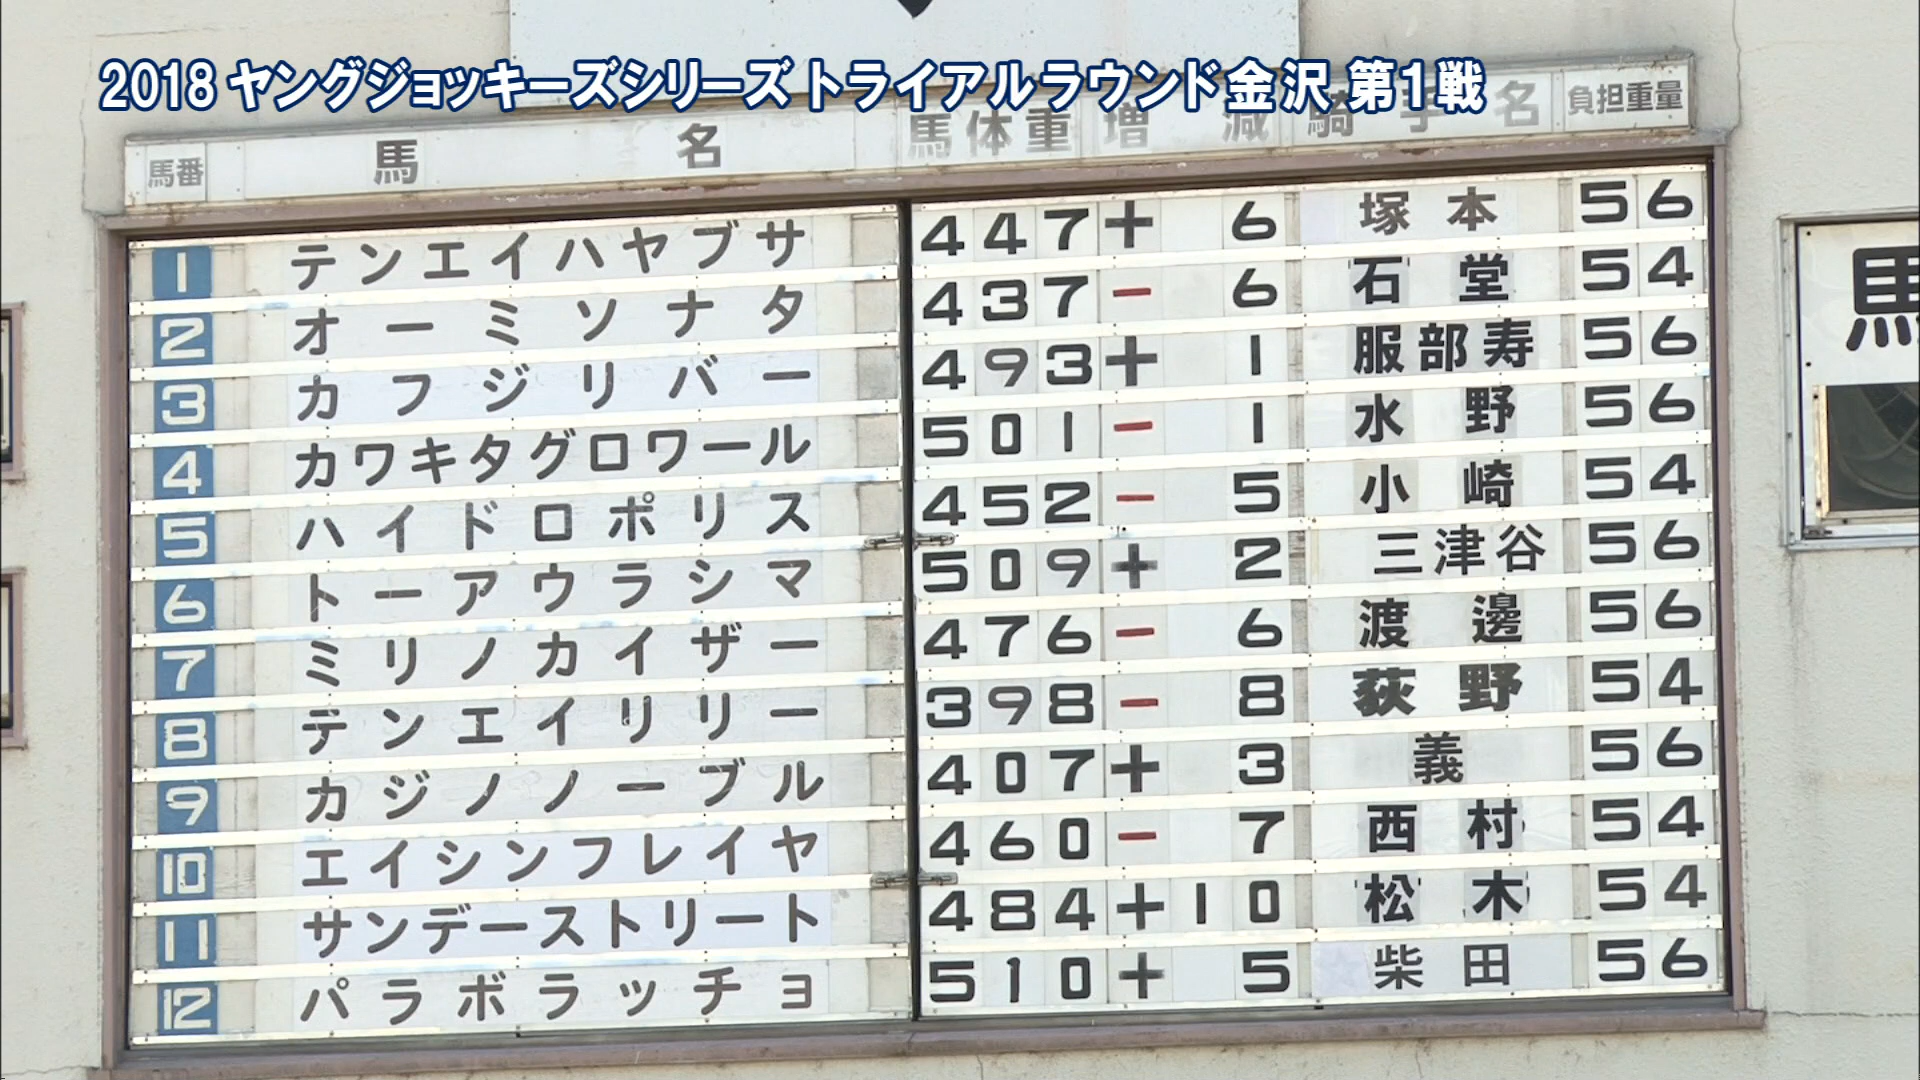 2018 ヤングジョッキーズシリーズ トライアルラウンド金沢 第1戦
馬番 馬名 馬体重 増減 騎手名 負担重量
1 テンエイハヤブサ 447 + 6 塚本 56
2 オーミソナタ 437 - 6 石堂 54
3 カフジリバー 493 + 1 服部寿 56
4 カワキタグロワール 501 - 1 水野 56
5 ハイドロポリス 452 - 5 小崎 54
6 トーアウラシマ 509 + 2 三津谷 56
7 ミリノカイザー 476 - 6 渡邊 56
8 テンエイリリー 398 - 8 荻野 54
9 カジノノーブル 407 + 3 義 56
10 エイシンフレイヤ 460 - 7 西村 54
11 サンデーストリート 484 + 10 松木 54
12 パラボラッチョ 510 + 5 柴田 56
馬